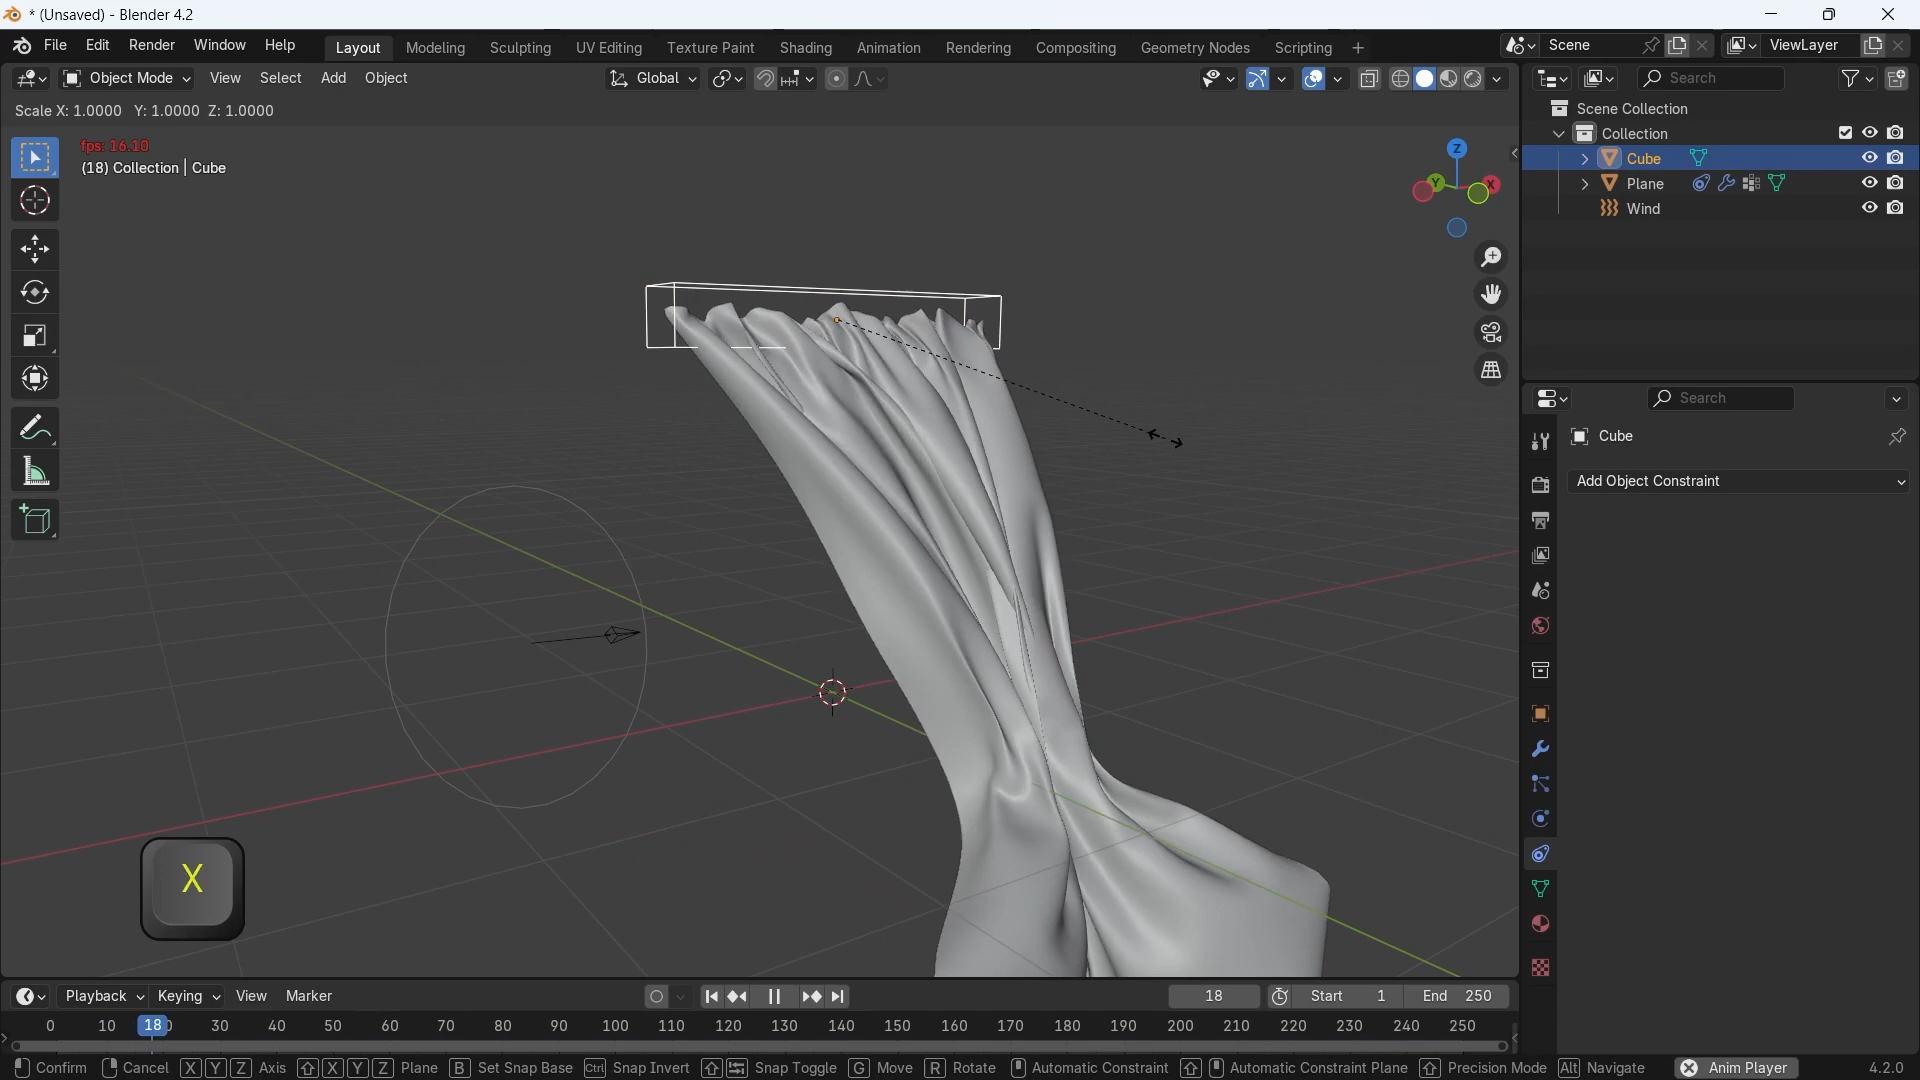 * (Unsaved) - Blender 4.2
File Edit Render Window Help
Layout Modeling Sculpting UV Editing Texture Paint Shading Animation Rendering Compositing Geometry Nodes Scripting +
Scene
ViewLayer
Object Mode View Select Add Object
Global
Search
Scale X: 1.0000 Y: 1.0000 Z: 1.0000
fps: 16.10
(18) Collection | Cube
Z
Y
X
Scene Collection
Collection
Cube
Plane
Wind
Search
Cube
Add Object Constraint
X
Playback Keying View Marker
18 Start 1 End 250
0 10 18 30 40 50 60 70 80 90 100 110 120 130 140 150 160 170 180 190 200 210 220 230 240 250
Confirm Cancel X Y Z Axis X Y Z Plane B Set Snap Base Ctrl Snap Invert Snap Toggle G Move R Rotate Automatic Constraint Automatic Constraint Plane Precision Mode Alt Navigate Anim Player 4.2.0